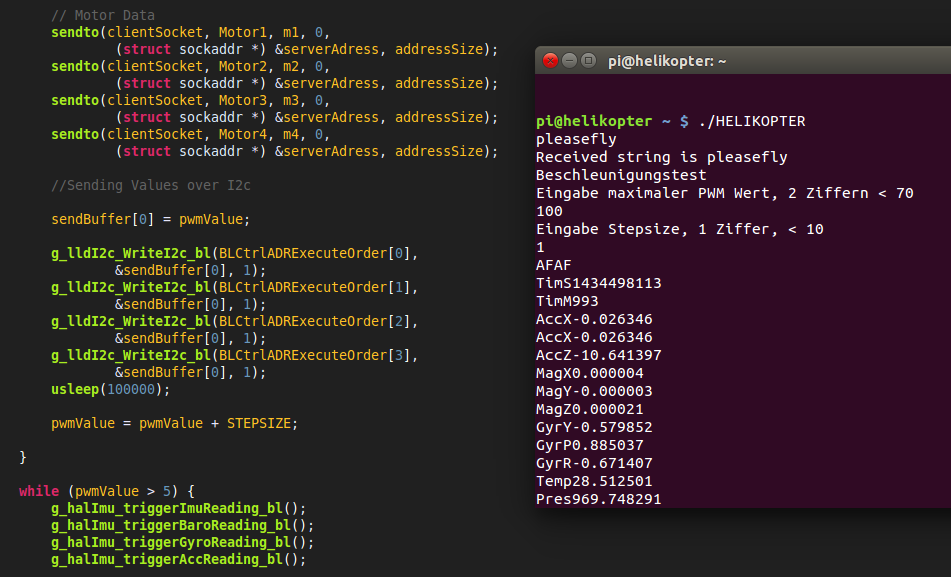 // Motor Data
sendto(clientSocket, Motor1, m1, 0,
(struct sockaddr *) &serverAdress, addressSize);
sendto(clientSocket, Motor2, m2, 0,
(struct sockaddr *) &serverAdress, addressSize);
sendto(clientSocket, Motor3, m3, 0,
(struct sockaddr *) &serverAdress, addressSize);
sendto(clientSocket, Motor4, m4, 0,
(struct sockaddr *) &serverAdress, addressSize);
//Sending Values over I2c
sendBuffer[0] = pwmValue;
g_lldI2c_WriteI2c_bl(BLCtrlADRExecuteOrder[0],
&sendBuffer[0], 1);
g_lldI2c_WriteI2c_bl(BLCtrlADRExecuteOrder[1],
&sendBuffer[0], 1);
g_lldI2c_WriteI2c_bl(BLCtrlADRExecuteOrder[2],
&sendBuffer[0], 1);
g_lldI2c_WriteI2c_bl(BLCtrlADRExecuteOrder[3],
&sendBuffer[0], 1);
usleep(100000);
pwmValue = pwmValue + STEPSIZE;
}
while (pwmValue > 5) {
g_halImu_triggerImuReading_bl();
g_halImu_triggerBaroReading_bl();
g_halImu_triggerGyroReading_bl();
g_halImu_triggerAccReading_bl();
pi@helikopter: ~
pi@helikopter ~ $ ./HELIKOPTER
pleasefly
Received string is pleasefly
Beschleunigungstest
Eingabe maximaler PWM Wert, 2 Ziffern < 70
100
Eingabe Stepsize, 1 Ziffer, < 10
1
AFAF
TimS1434498113
TimM993
AccX-0.026346
AccX-0.026346
AccZ-10.641397
MagX0.000004
MagY-0.000003
MagZ0.000021
GyrY-0.579852
GyrP0.885037
GyrR-0.671407
Temp28.512501
Pres969.748291